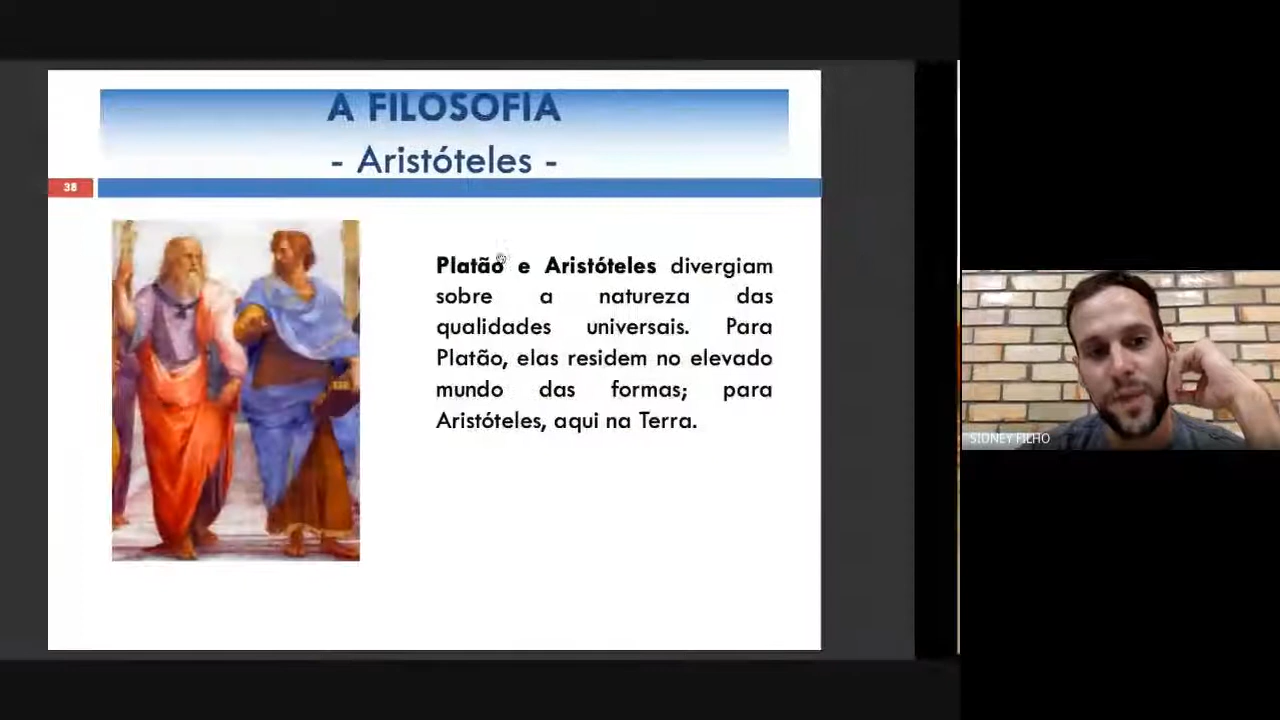 A FILOSOFIA
- Aristóteles -
38
Platão e Aristóteles divergiam
sobre a natureza das
qualidades universais. Para
Platão, elas residem no elevado
mundo das formas; para
Aristóteles, aqui na Terra.
SIDNEY FILHO